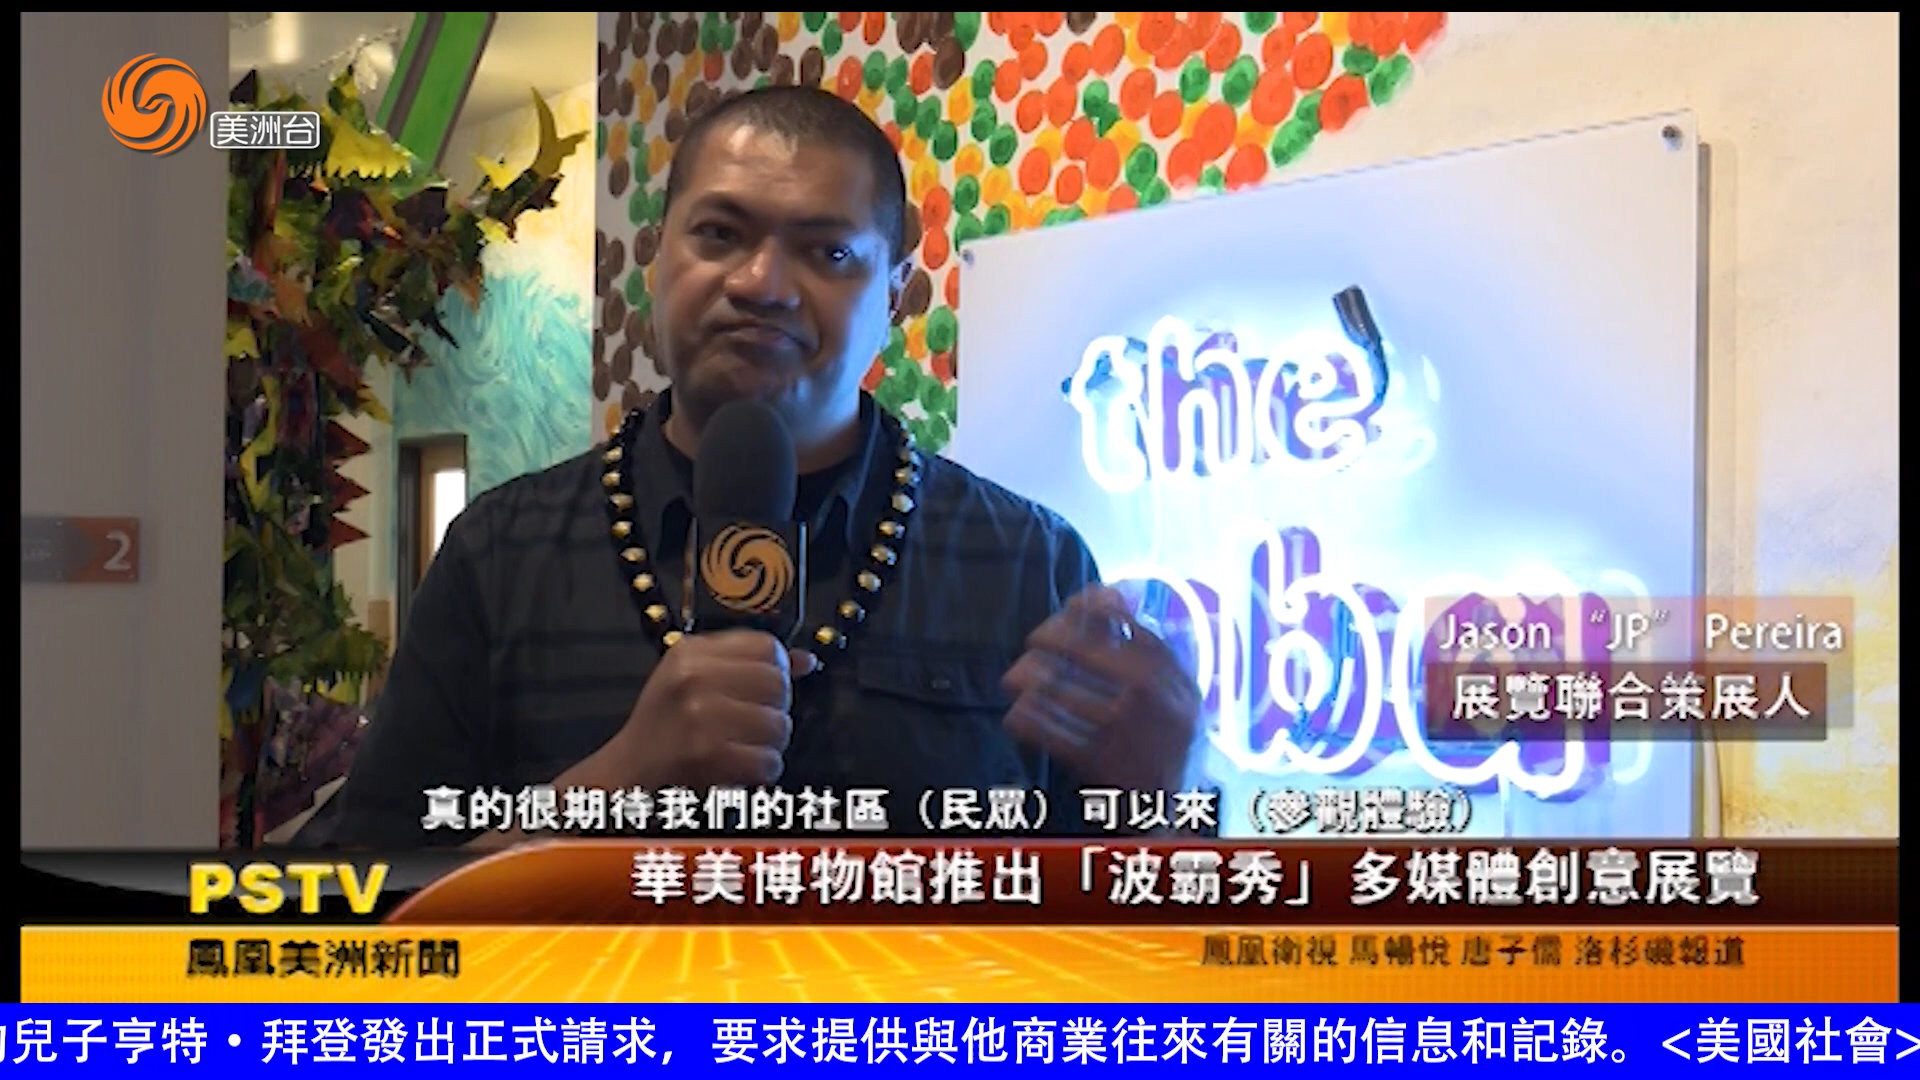 美洲台
2
the
oba
Jason “JP” Pereira
展覽聯合策展人
真的很期待我們的社區（民眾）可以來（參觀體驗）
PSTV
華美博物館推出「波霸秀」多媒體創意展覽
鳳凰美洲新聞
鳳凰衛視 馬暢悅 唐子儒 洛杉磯報道
兒子亨特·拜登發出正式請求，要求提供與他商業往來有關的信息和記錄。<美國社會>